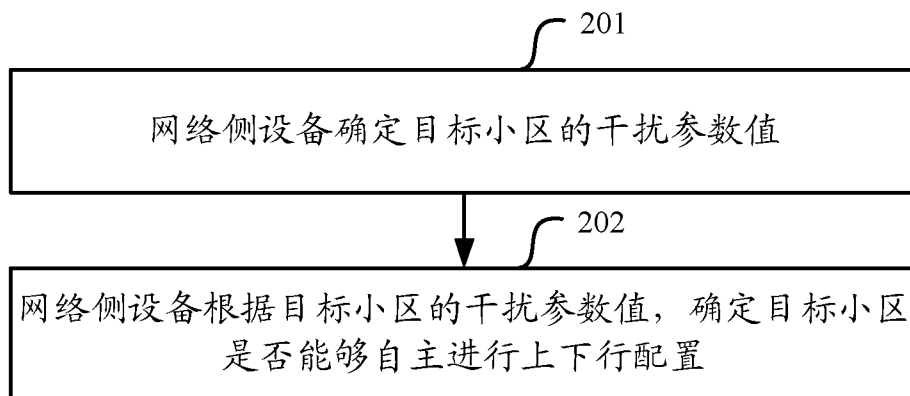 201
网络侧设备确定目标小区的干扰参数值
202
网络侧设备根据目标小区的干扰参数值，确定目标小区
是否能够自主进行上下行配置